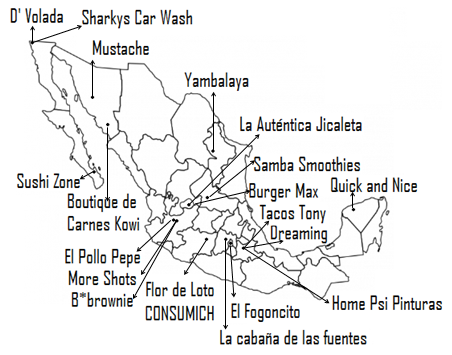 D' Volada
Sharkys Car Wash
Mustache
Yambalaya
La Auténtica Jicaleta
Samba Smoothies
Sushi Zone
Burger Max
Quick and Nice
Boutique de
Carnes Kowi
Tacos Tony
Dreaming
El Pollo Pepe
More Shots
B*brownie
Flor de Loto
CONSUMICH
El Fogoncito
Home Psi Pinturas
La cabaña de las fuentes